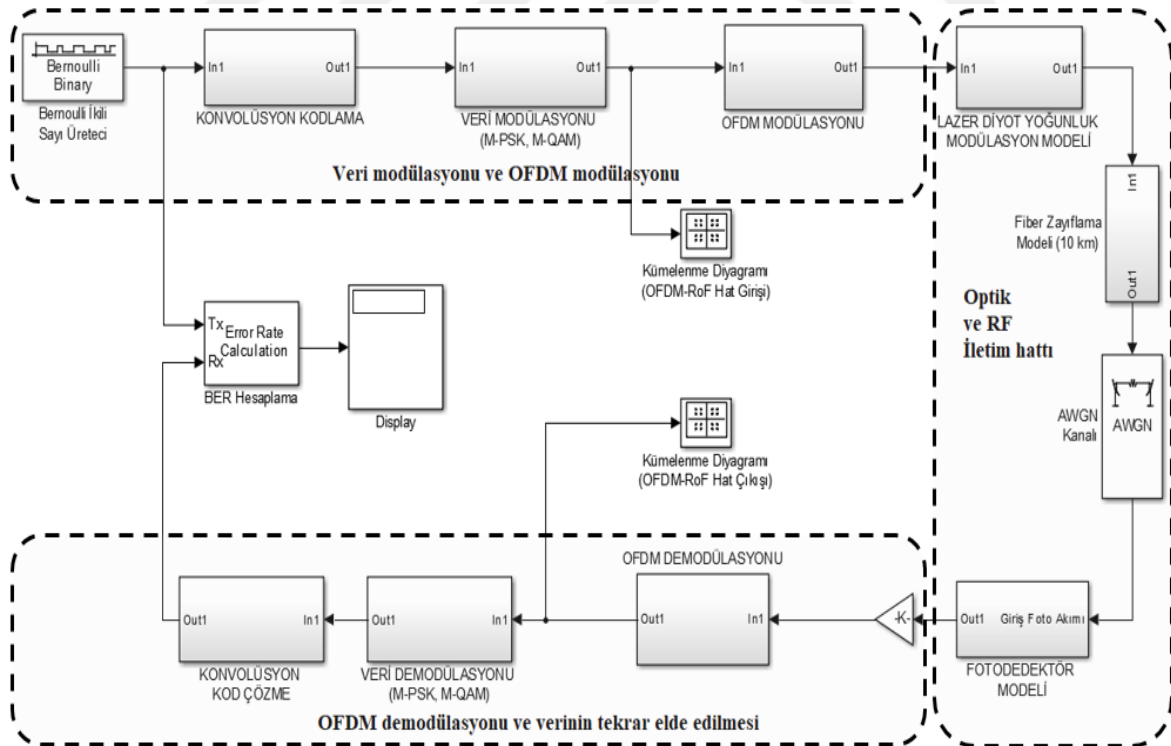 Bernoulli
Binary
Bernoulli İkili
Sayı Üreteci
In1
Out1
KONVOLÜSYON KODLAMA
In1
Out1
VERİ MODÜLASYONU
(M-PSK, M-QAM)
In1
Out1
OFDM MODÜLASYONU
In1
Out1
LAZER DİYOT YOĞUNLUK
MODÜLASYON MODELİ
Veri modülasyonu ve OFDM modülasyonu
In1
Out1
Fiber Zayıflama
Modeli (10 km)
Kümelenme Diyagramı
(OFDM-RoF Hat Girişi)
Optik
ve RF
İletim hattı
Tx
Rx
Error Rate
Calculation
BER Hesaplama
Display
AWGN
Kanalı
AWGN
Kümelenme Diyagramı
(OFDM-RoF Hat Çıkışı)
OFDM DEMODÜLASYONU
Out1
In1
KONVOLÜSYON
KOD ÇÖZME
Out1
In1
VERİ DEMODÜLASYONU
(M-PSK, M-QAM)
Out1
In1
-K-
Out1
Giriş Foto Akımı
FOTODEDEKTÖR
MODELİ
OFDM demodülasyonu ve verinin tekrar elde edilmesi